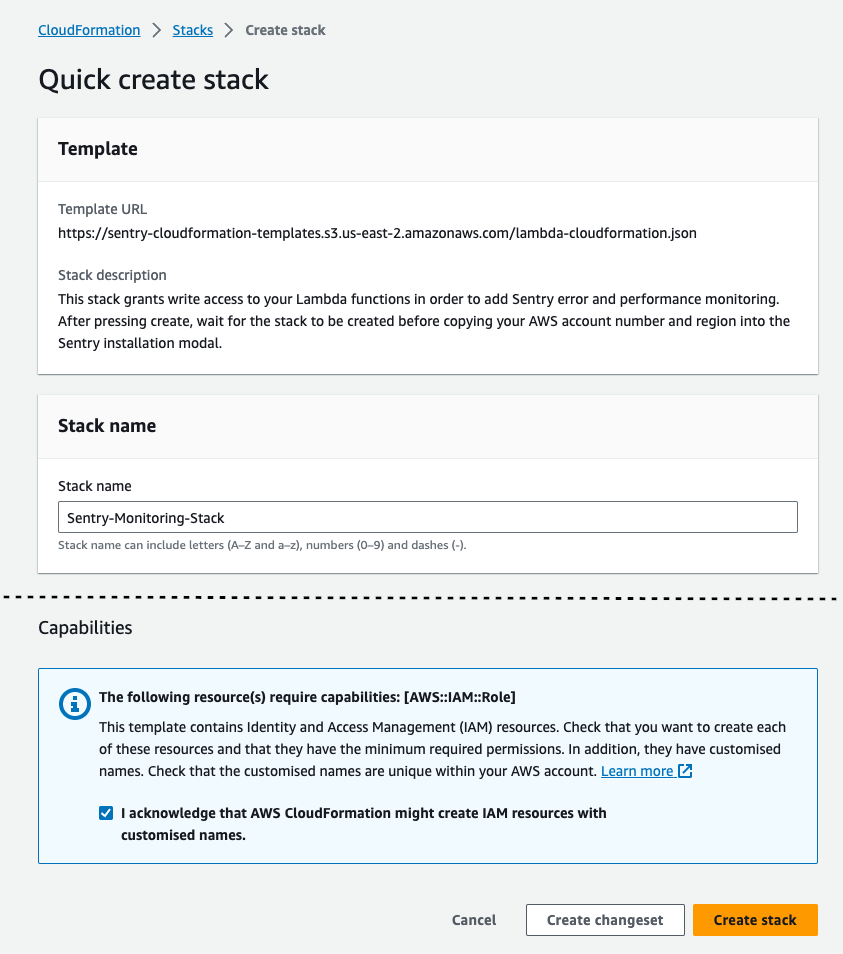 CloudFormation > Stacks > Create stack
Quick create stack
Template
Template URL
https://sentry-cloudformation-templates.s3.us-east-2.amazonaws.com/lambda-cloudformation.json
Stack description
This stack grants write access to your Lambda functions in order to add Sentry error and performance monitoring.
After pressing create, wait for the stack to be created before copying your AWS account number and region into the
Sentry installation modal.
Stack name
Stack name
Sentry-Monitoring-Stack
Stack name can include letters (A–Z and a–z), numbers (0–9) and dashes (-).
Capabilities
The following resource(s) require capabilities: [AWS::IAM::Role]
This template contains Identity and Access Management (IAM) resources. Check that you want to create each
of these resources and that they have the minimum required permissions. In addition, they have customised
names. Check that the customised names are unique within your AWS account. Learn more
I acknowledge that AWS CloudFormation might create IAM resources with
customised names.
Cancel Create changeset Create stack